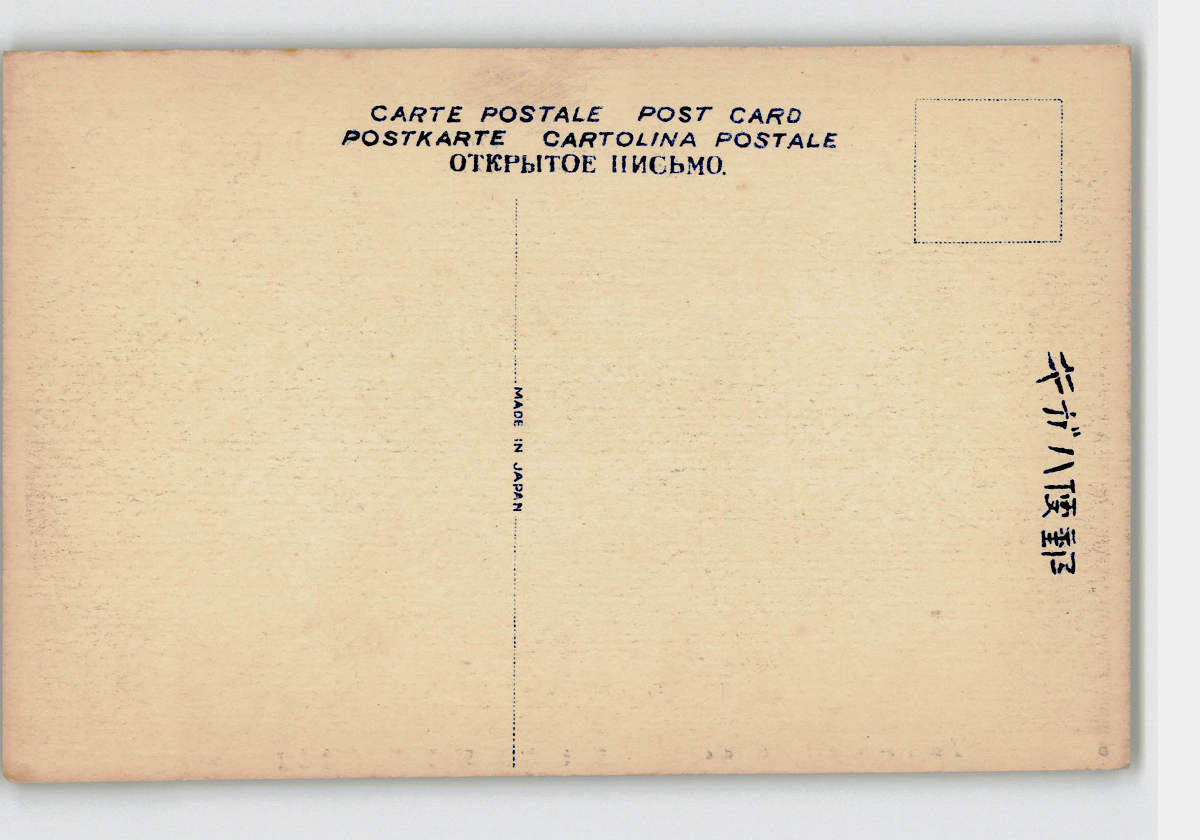 CARTE POSTALE POST CARD
POSTKARTE CARTOLINA POSTALE
ОТКРЫТОЕ ПИСЬМО.
MADE IN JAPAN
キガハ便郵